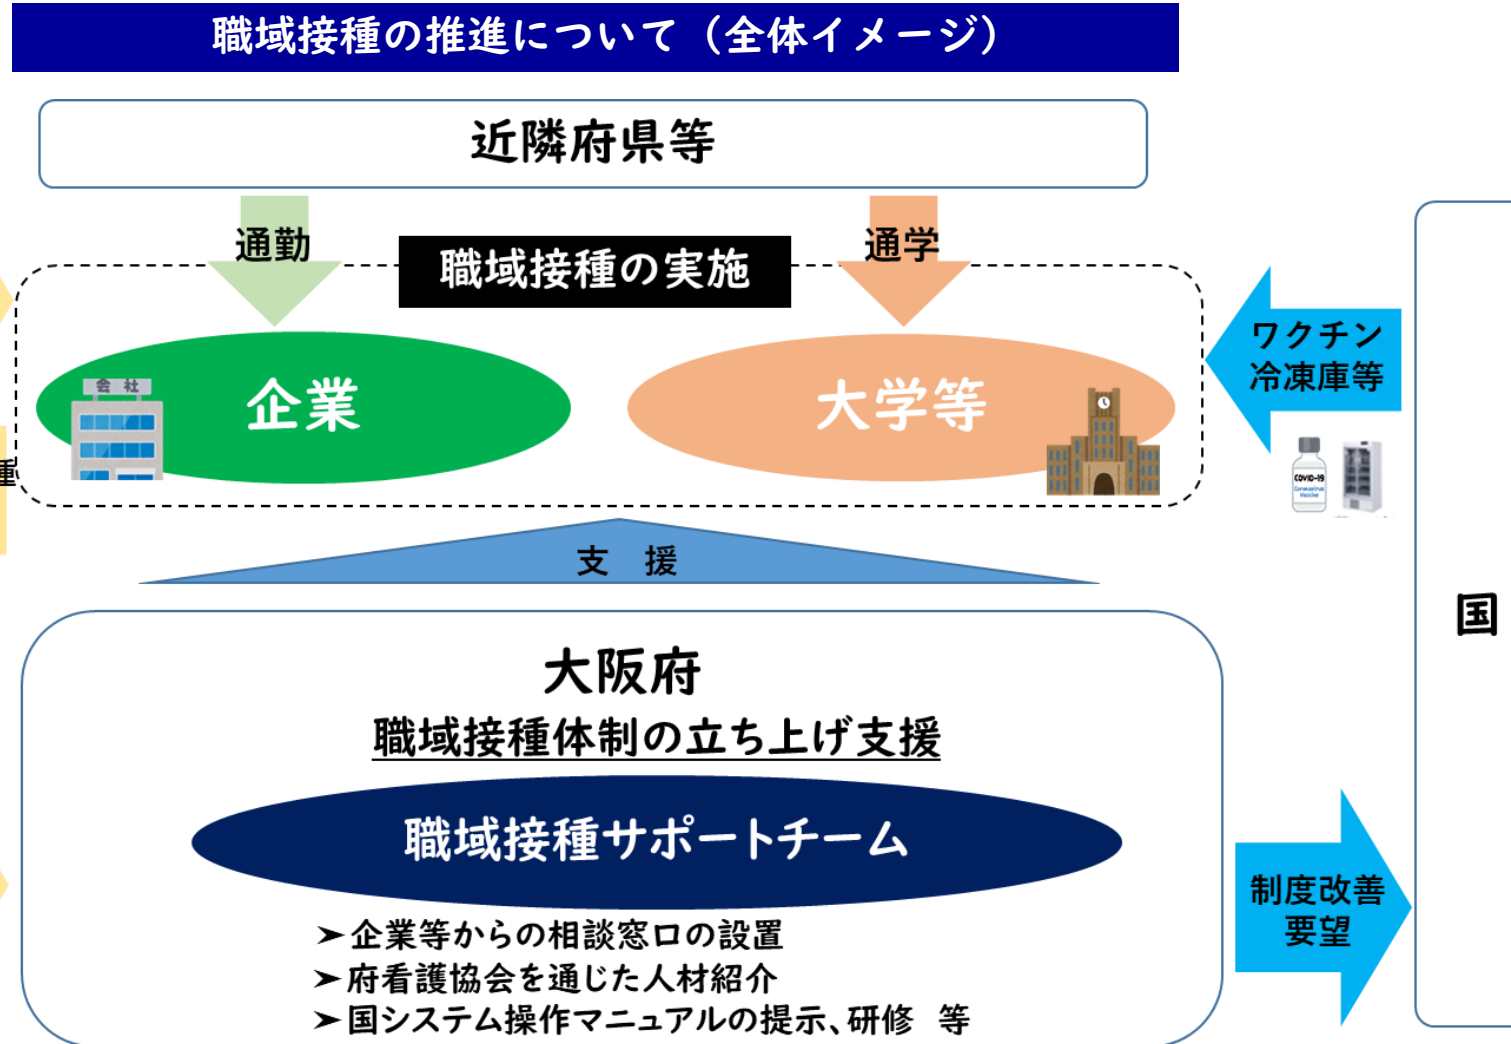 職域接種の推進について（全体イメージ）
近隣府県等
通勤
通学
職域接種の実施
企業
会社
大学等
ワクチン
冷凍庫等
COVID-19
Coronavirus
Vaccine
種
支　援
国
大阪府
職域接種体制の立ち上げ支援
職域接種サポートチーム
➤企業等からの相談窓口の設置
➤府看護協会を通じた人材紹介
➤国システム操作マニュアルの提示、研修　等
制度改善
要望